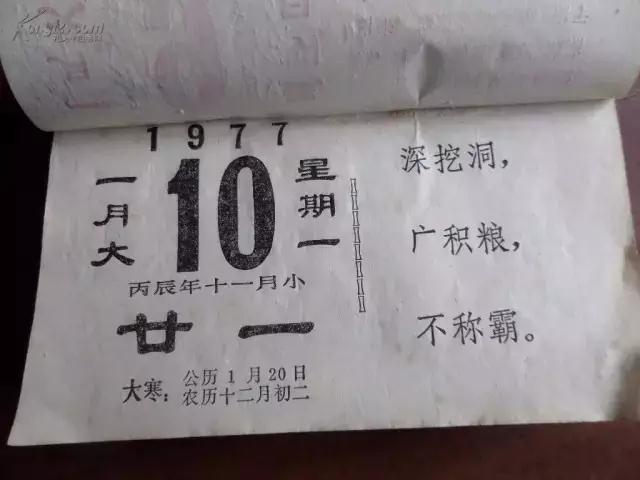 1977
一月大
10
星期一
丙辰年十一月小
廿一
大寒：
公历1月20日
农历十二月初二
深挖洞，
广积粮，
不称霸。